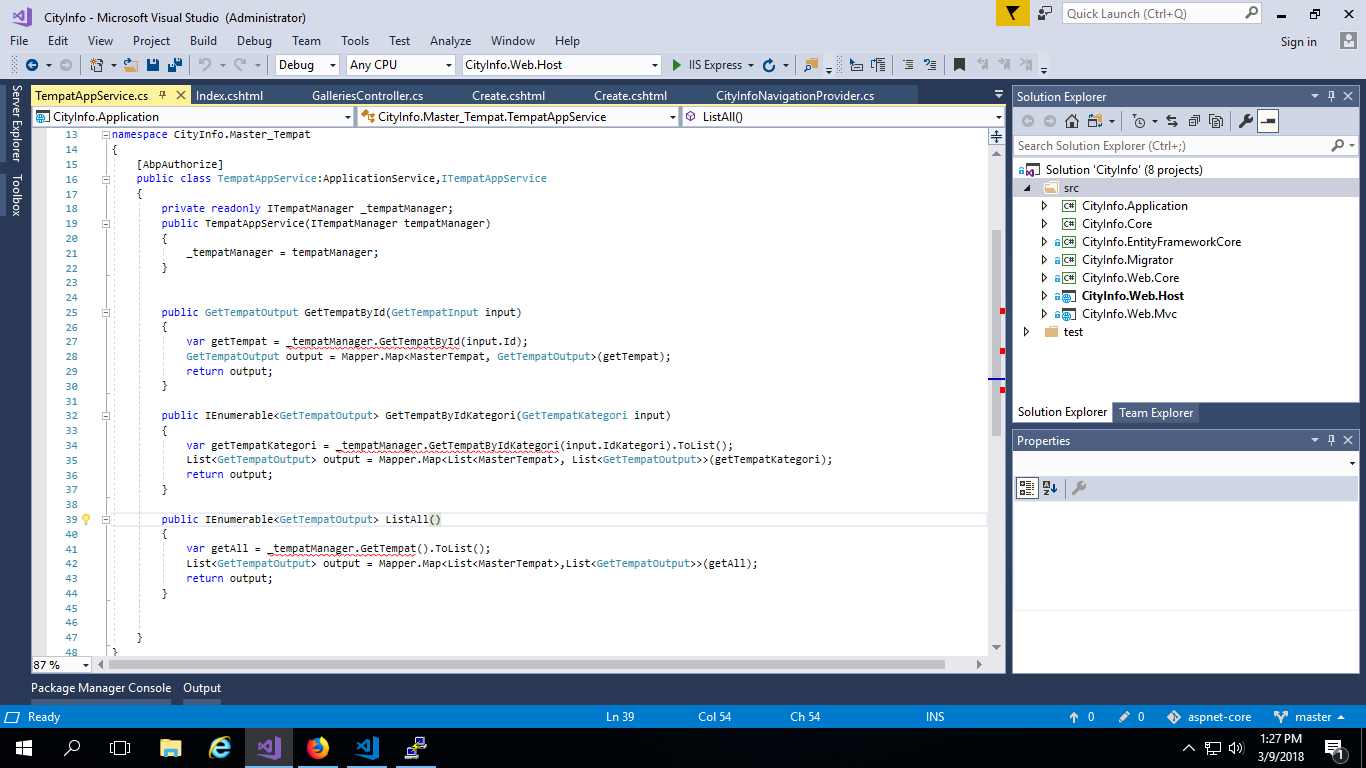 CityInfo - Microsoft Visual Studio (Administrator)
Quick Launch (Ctrl+Q)
File Edit View Project Build Debug Team Tools Test Analyze Window Help
Sign in
Debug Any CPU CityInfo.Web.Host IIS Express
Server Explorer
Toolbox
TempatAppService.cs Index.cshtml GalleriesController.cs Create.cshtml Create.cshtml CityInfoNavigationProvider.cs
CityInfo.Application CityInfo.Master_Tempat.TempatAppService ListAll()
13 namespace CityInfo.Master_Tempat
14 {
15 [AbpAuthorize]
16 public class TempatAppService:ApplicationService,ITempatAppService
17 {
18 private readonly ITempatManager _tempatManager;
19 public TempatAppService(ITempatManager tempatManager)
20 {
21 _tempatManager = tempatManager;
22 }
23
24
25 public GetTempatOutput GetTempatById(GetTempatInput input)
26 {
27 var getTempat = _tempatManager.GetTempatById(input.Id);
28 GetTempatOutput output = Mapper.Map<MasterTempat, GetTempatOutput>(getTempat);
29 return output;
30 }
31
32 public IEnumerable<GetTempatOutput> GetTempatByIdKategori(GetTempatKategori input)
33 {
34 var getTempatKategori = _tempatManager.GetTempatByIdKategori(input.IdKategori).ToList();
35 List<GetTempatOutput> output = Mapper.Map<List<MasterTempat>, List<GetTempatOutput>>(getTempatKategori);
36 return output;
37 }
38
39 public IEnumerable<GetTempatOutput> ListAll()
40 {
41 var getAll = _tempatManager.GetTempat().ToList();
42 List<GetTempatOutput> output = Mapper.Map<List<MasterTempat>,List<GetTempatOutput>>(getAll);
43 return output;
44 }
45
46
47 }
48 }
87 %
Solution Explorer
Search Solution Explorer (Ctrl+;)
Solution 'CityInfo' (8 projects)
src
CityInfo.Application
CityInfo.Core
CityInfo.EntityFrameworkCore
CityInfo.Migrator
CityInfo.Web.Core
CityInfo.Web.Host
CityInfo.Web.Mvc
test
Solution Explorer Team Explorer
Properties
Package Manager Console Output
Ready Ln 39 Col 54 Ch 54 INS 0 0 aspnet-core master
1:27 PM
3/9/2018
1